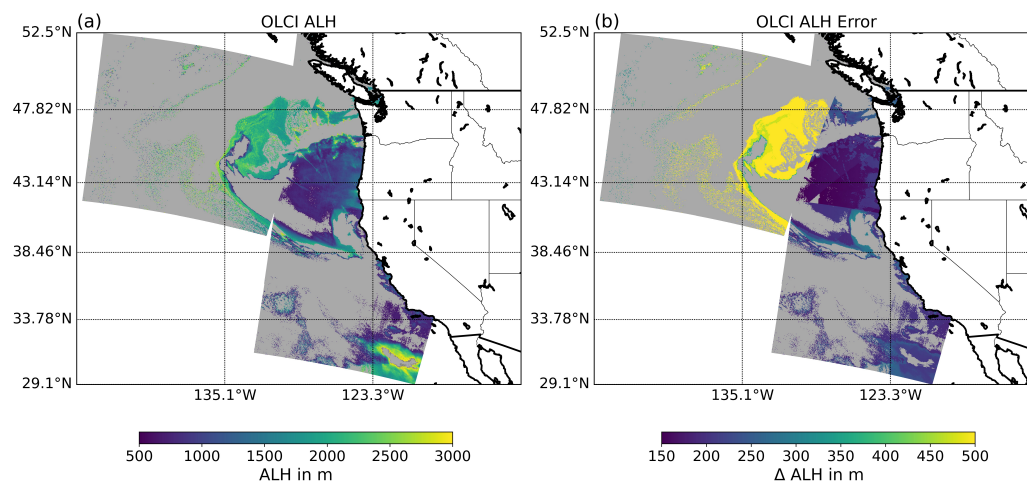 (a)
OLCI ALH
52.5°N
47.82°N
43.14°N
38.46°N
33.78°N
29.1°N
135.1°W
123.3°W
500
1000
1500
2000
2500
3000
ALH in m
(b)
OLCI ALH Error
52.5°N
47.82°N
43.14°N
38.46°N
33.78°N
29.1°N
135.1°W
123.3°W
150
200
250
300
350
400
450
500
Δ ALH in m